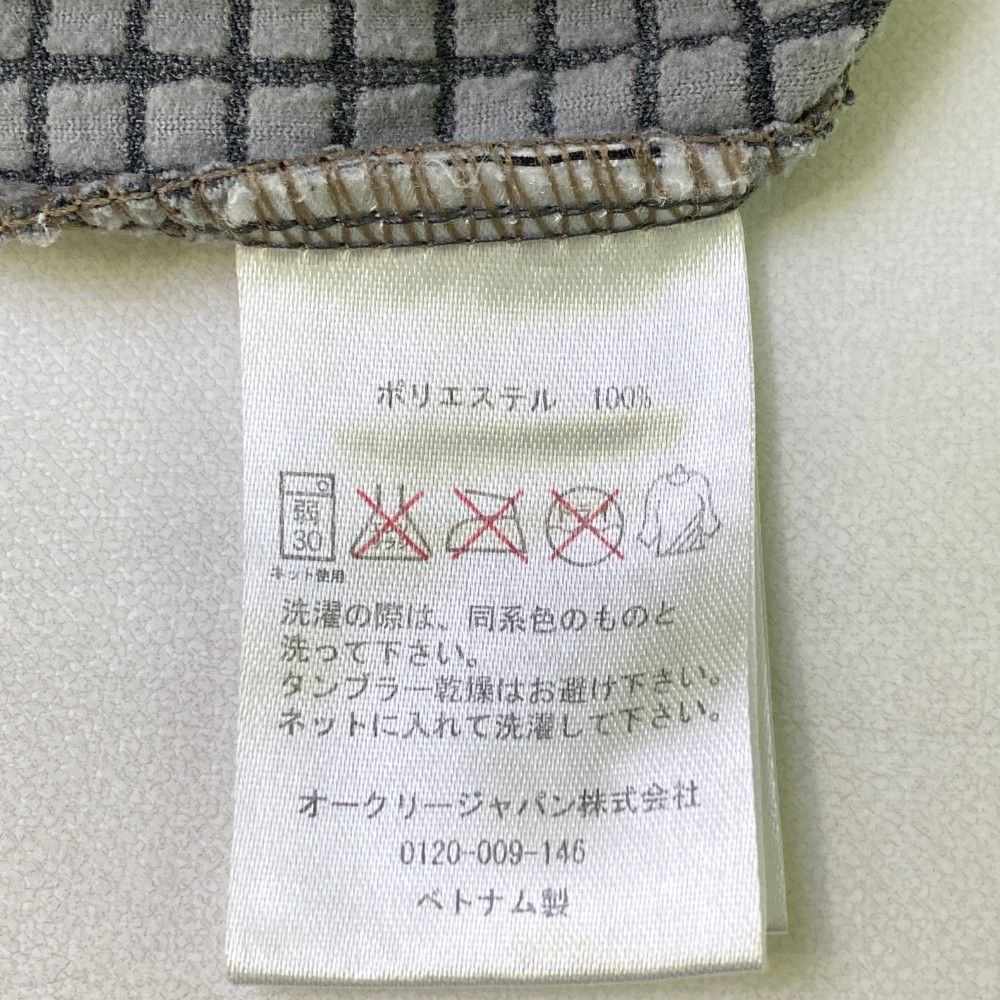 ポリエステル 100%
弱
30
ネット使用
洗濯の際は、同系色のものと
洗って下さい。
タンブラー乾燥はお避け下さい。
ネットに入れて洗濯して下さい。
オークリージャパン株式会社
0120-009-146
ベトナム製